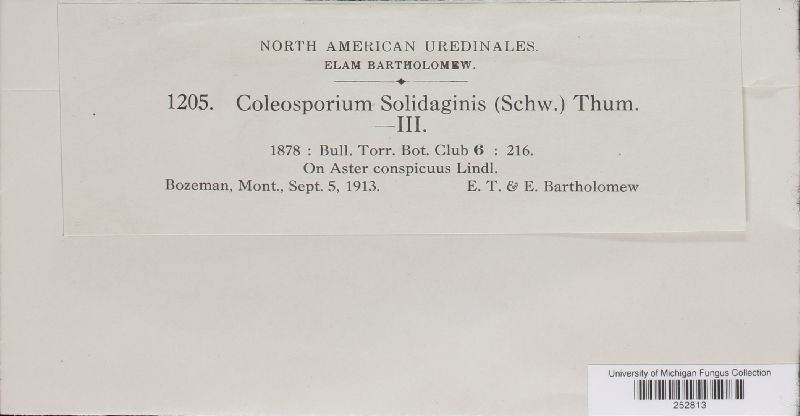 NORTH AMERICAN UREDINALES.
ELAM BARTHOLOMEW.
1205. Coleosporium Solidaginis (Schw.) Thum.
—III.
1878 : Bull. Torr. Bot. Club 6 : 216.
On Aster conspicuus Lindl.
Bozeman, Mont., Sept. 5, 1913. E. T. & E. Bartholomew
University of Michigan Fungus Collection
252813